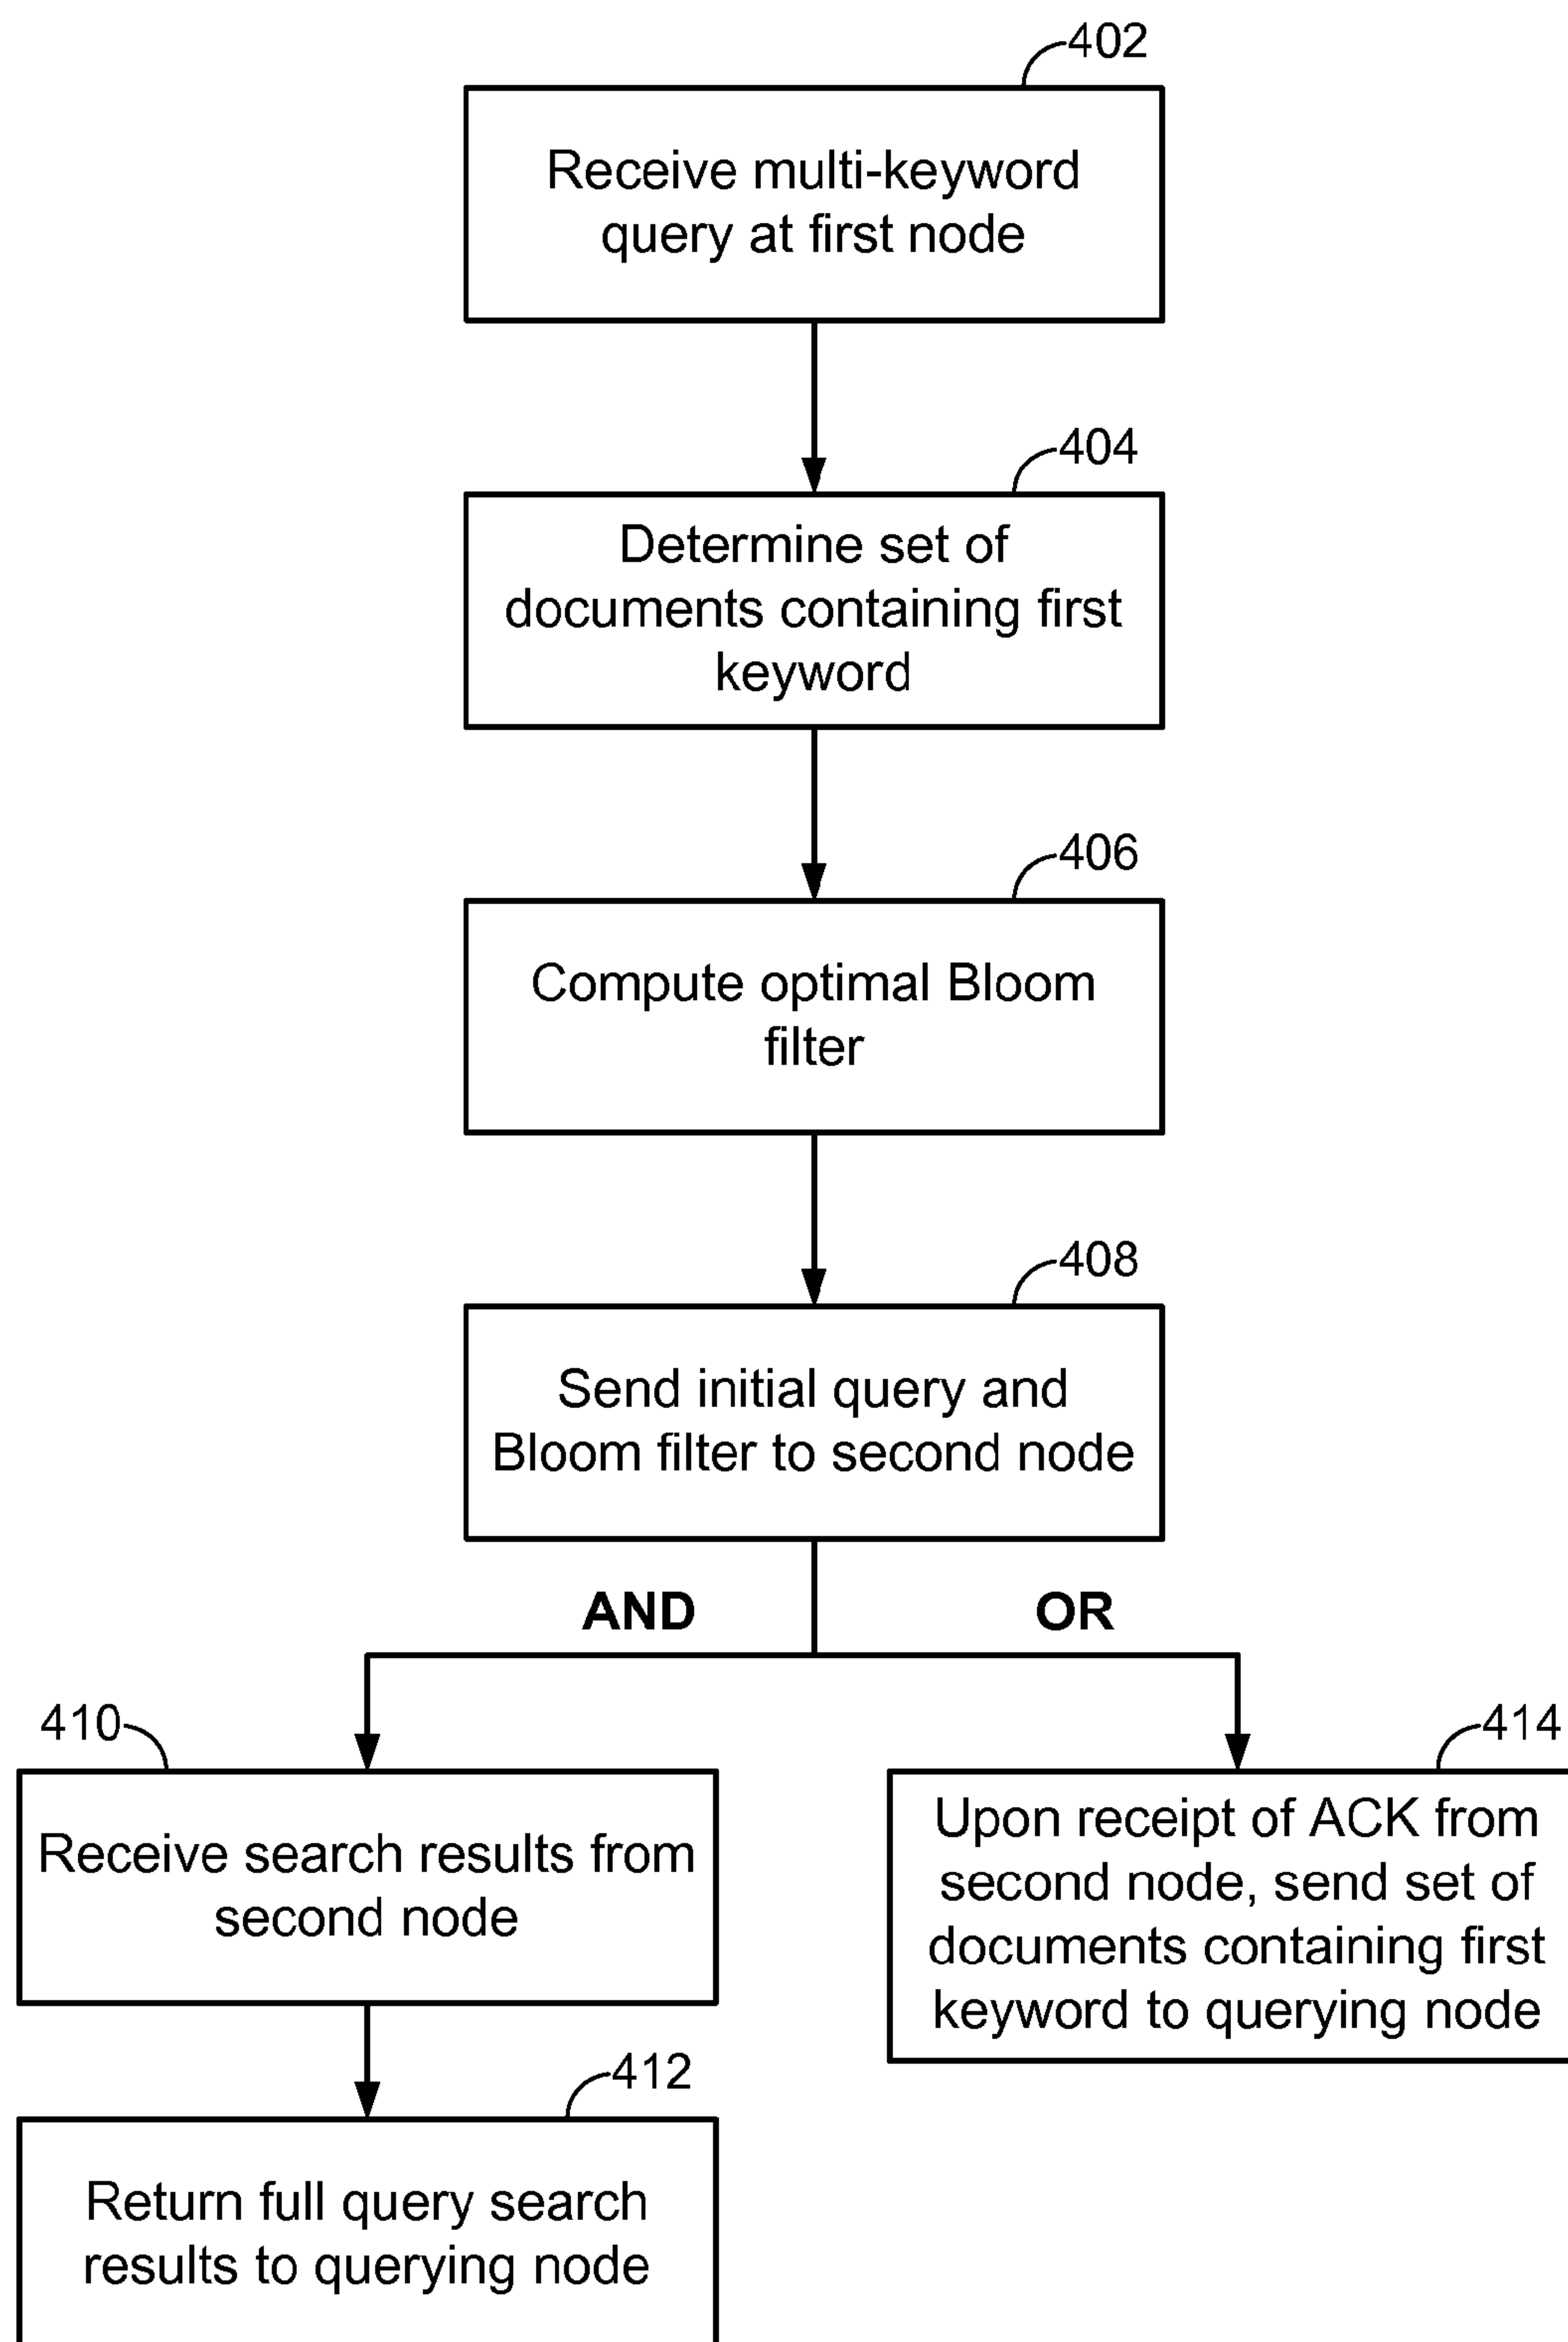 402
Receive multi-keyword
query at first node
404
Determine set of
documents containing first
keyword
406
Compute optimal Bloom
filter
408
Send initial query and
Bloom filter to second node
AND
OR
410
Receive search results from
second node
414
Upon receipt of ACK from
second node, send set of
documents containing first
keyword to querying node
412
Return full query search
results to querying node